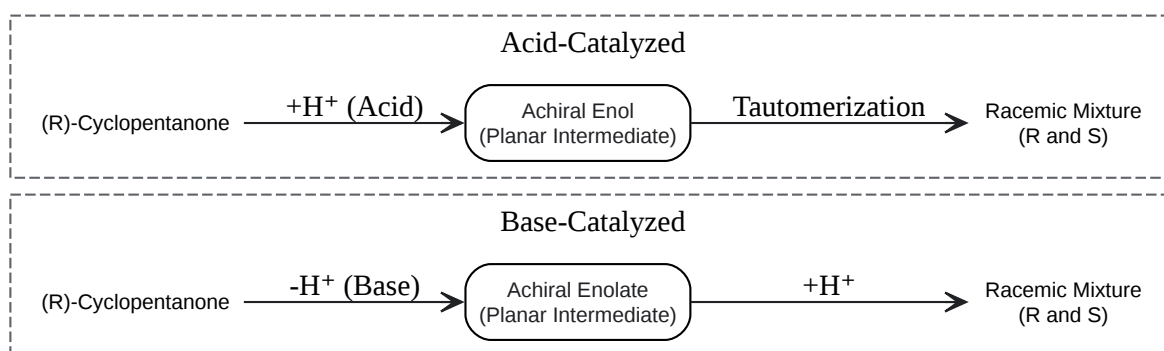 Acid-Catalyzed
(R)-Cyclopentanone
+H⁺ (Acid)
Achiral Enol
(Planar Intermediate)
Tautomerization
Racemic Mixture
(R and S)
Base-Catalyzed
(R)-Cyclopentanone
-H⁺ (Base)
Achiral Enolate
(Planar Intermediate)
+H⁺
Racemic Mixture
(R and S)